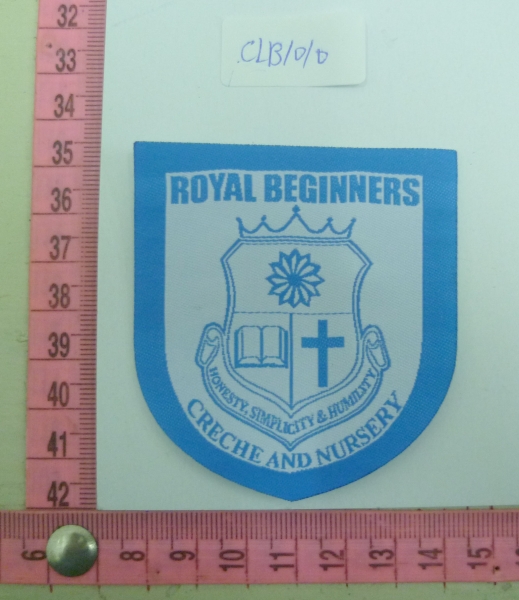 CLB/0/0
ROYAL BEGINNERS
HONESTY, SIMPLICITY & HUMILITY
CRECHE AND NURSERY
32
33
34
35
36
37
38
39
40
41
42
6 8 9 10 11 12 13 14 15